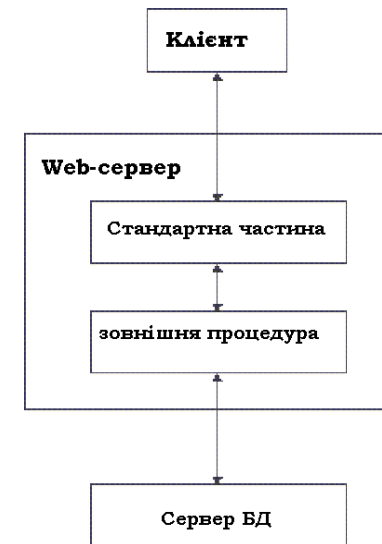 Клієнт
Web-сервер
Стандартна частина
зовнішня процедура
Сервер БД